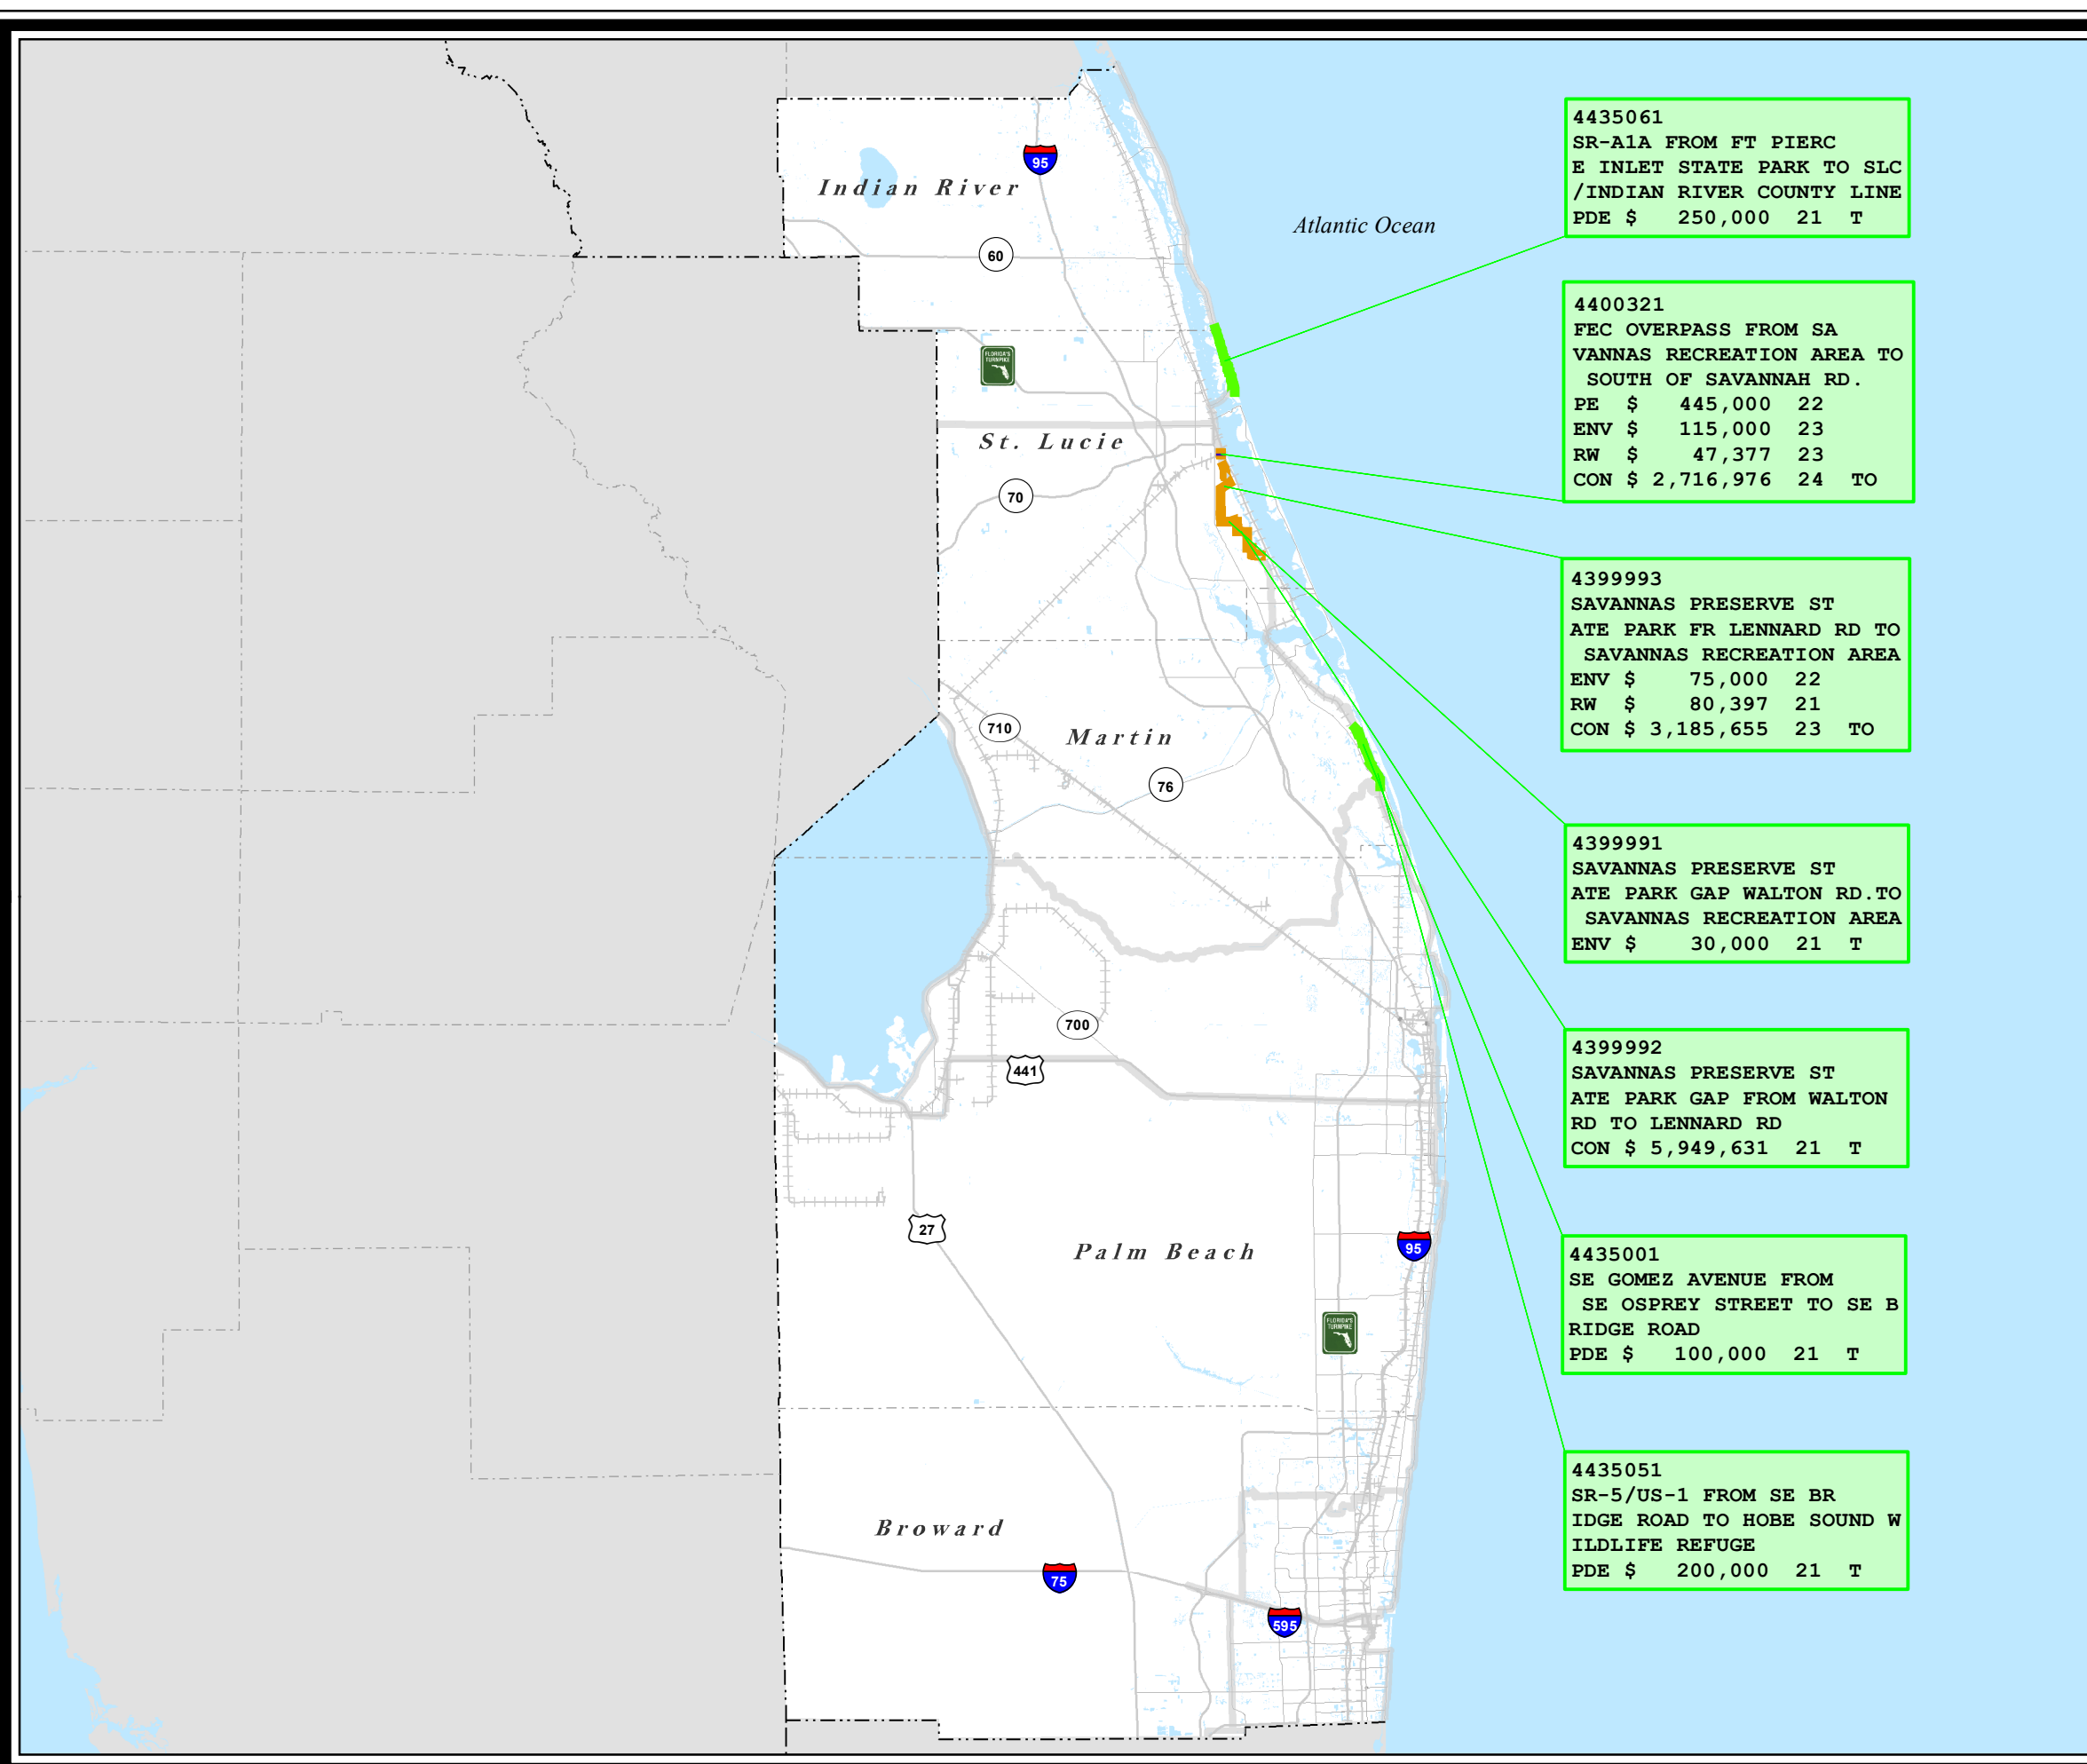 95
Indian River
Atlantic Ocean
60
FLORIDA'S
TURNPIKE
St. Lucie
70
710
Martin
76
700
441
27
Palm Beach
95
FLORIDA'S
TURNPIKE
Broward
75
595
4435061
SR-A1A FROM FT PIERC
E INLET STATE PARK TO SLC
/INDIAN RIVER COUNTY LINE
PDE $ 250,000 21 T
4400321
FEC OVERPASS FROM SA
VANNAS RECREATION AREA TO
SOUTH OF SAVANNAH RD.
PE $ 445,000 22
ENV $ 115,000 23
RW $ 47,377 23
CON $ 2,716,976 24 TO
4399993
SAVANNAS PRESERVE ST
ATE PARK FR LENNARD RD TO
SAVANNAS RECREATION AREA
ENV $ 75,000 22
RW $ 80,397 21
CON $ 3,185,655 23 TO
4399991
SAVANNAS PRESERVE ST
ATE PARK GAP WALTON RD.TO
SAVANNAS RECREATION AREA
ENV $ 30,000 21 T
4399992
SAVANNAS PRESERVE ST
ATE PARK GAP FROM WALTON
RD TO LENNARD RD
CON $ 5,949,631 21 T
4435001
SE GOMEZ AVENUE FROM
SE OSPREY STREET TO SE B
RIDGE ROAD
PDE $ 100,000 21 T
4435051
SR-5/US-1 FROM SE BR
IDGE ROAD TO HOBE SOUND W
ILDLIFE REFUGE
PDE $ 200,000 21 T